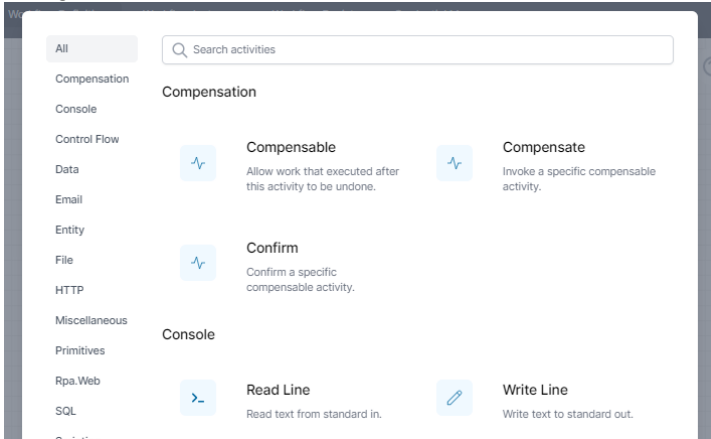 All
Search activities
Compensation
Compensation
Console
Compensable
Compensate
Control Flow
Allow work that executed after
this activity to be undone.
Invoke a specific compensable
activity.
Data
Email
Entity
Confirm
File
Confirm a specific
compensable activity.
HTTP
Miscellaneous
Console
Primitives
Rpa.Web
Read Line
Write Line
SQL
Read text from standard in.
Write text to standard out.